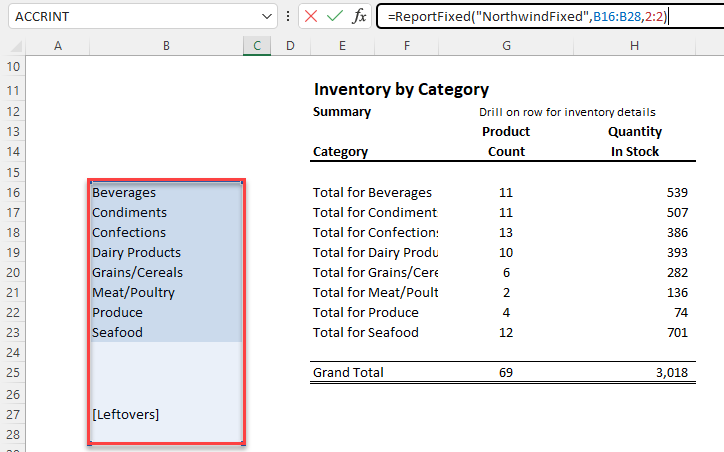 ACCRINT fx =ReportFixed("NorthwindFixed",B16:B28,2:2)
A B C D E F G H
10
11 Inventory by Category
12 Summary Drill on row for inventory details
13 Product Quantity
14 Category Count In Stock
15
16 Beverages Total for Beverages 11 539
17 Condiments Total for Condiment 11 507
18 Confections Total for Confections 13 386
19 Dairy Products Total for Dairy Produ 10 393
20 Grains/Cereals Total for Grains/Cere 6 282
21 Meat/Poultry Total for Meat/Poult 2 136
22 Produce Total for Produce 4 74
23 Seafood Total for Seafood 12 701
24
25 Grand Total 69 3,018
26
27 [Leftovers]
28